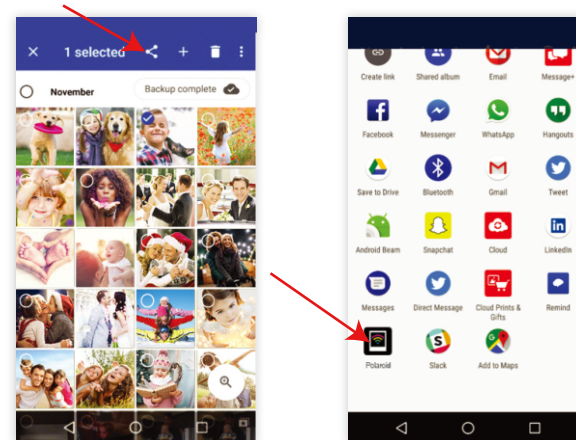 1 selected
November
Backup complete
Create link
Shared album
Email
Message+
Facebook
Messenger
WhatsApp
Hangouts
Save to Drive
Bluetooth
Gmail
Tweet
Android Beam
Snapchat
Cloud
LinkedIn
Messages
Direct Message
Cloud Prints &
Gifts
Remind
Polaroid
Slack
Add to Maps